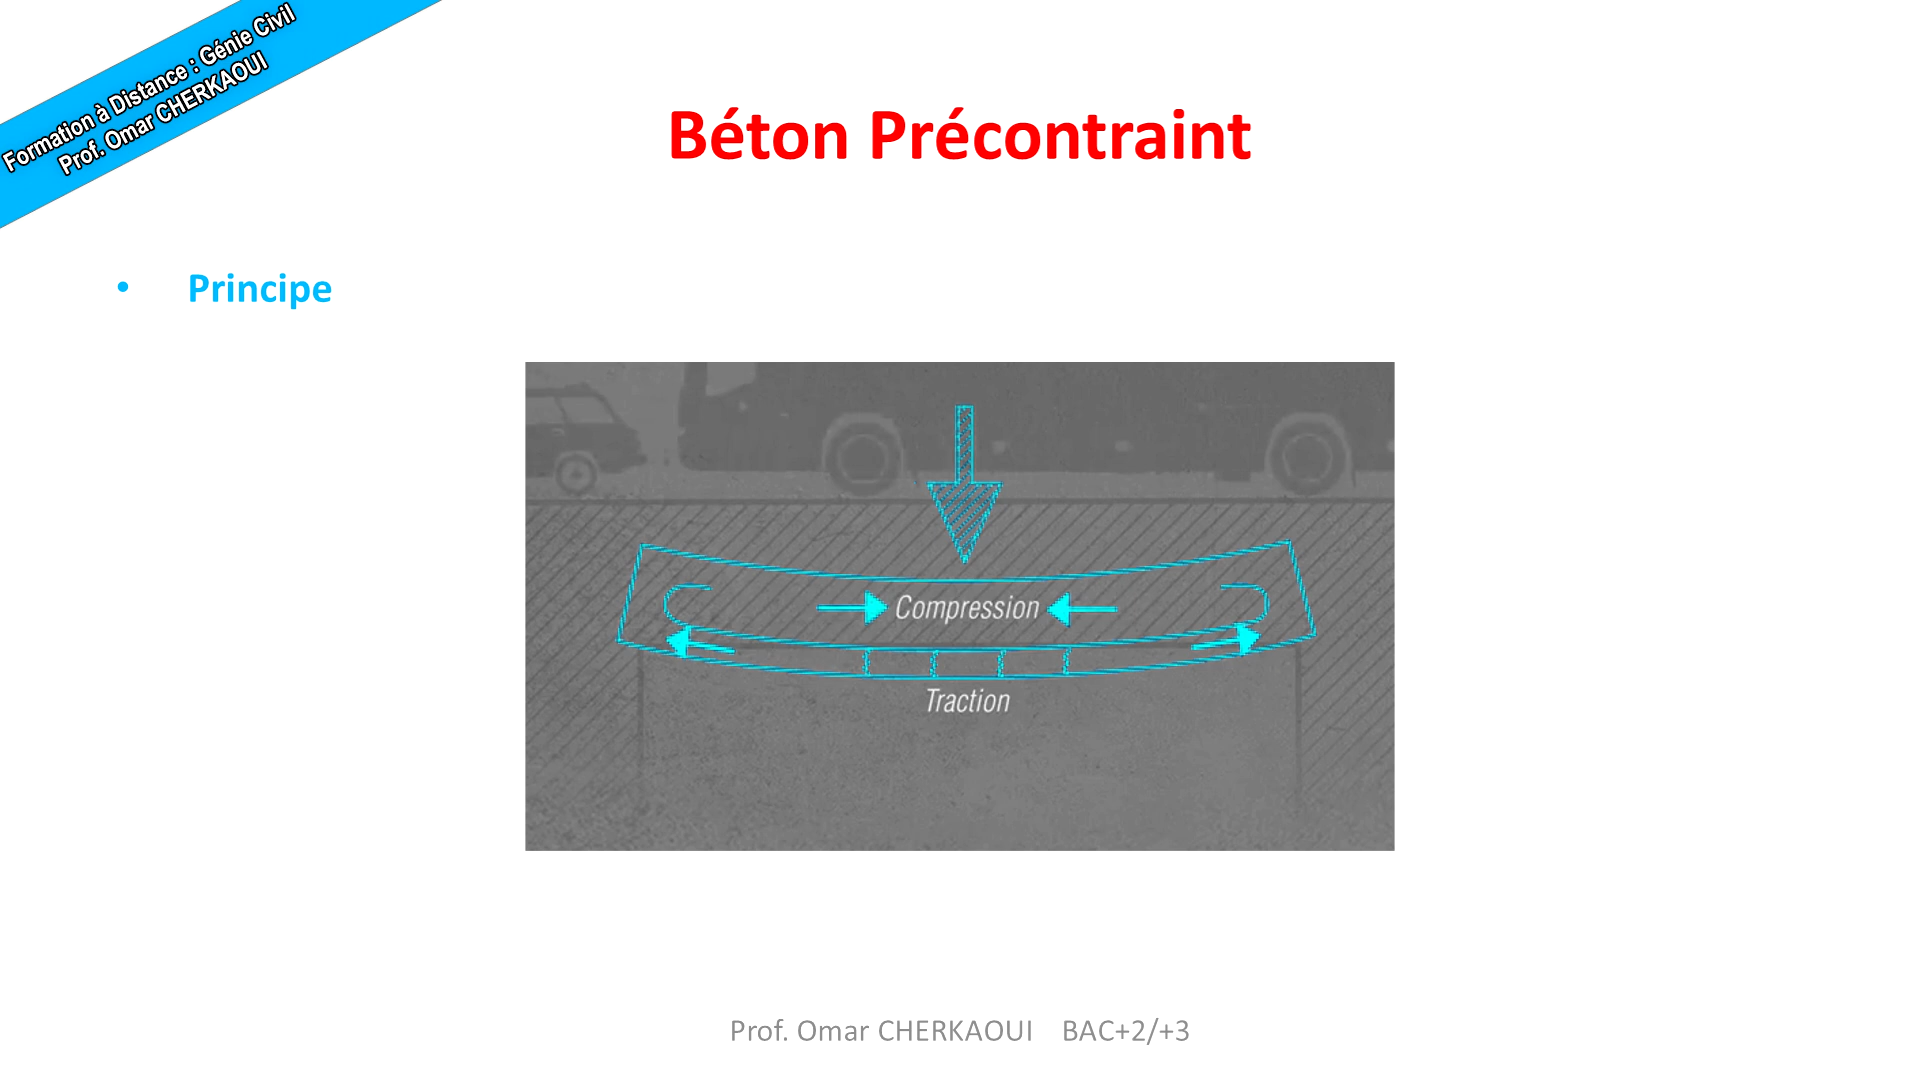 Formation à Distance : Génie Civil
Prof. Omar CHERKAOUI
Béton Précontraint
• Principe
Compression
Traction
Prof. Omar CHERKAOUI BAC+2/+3